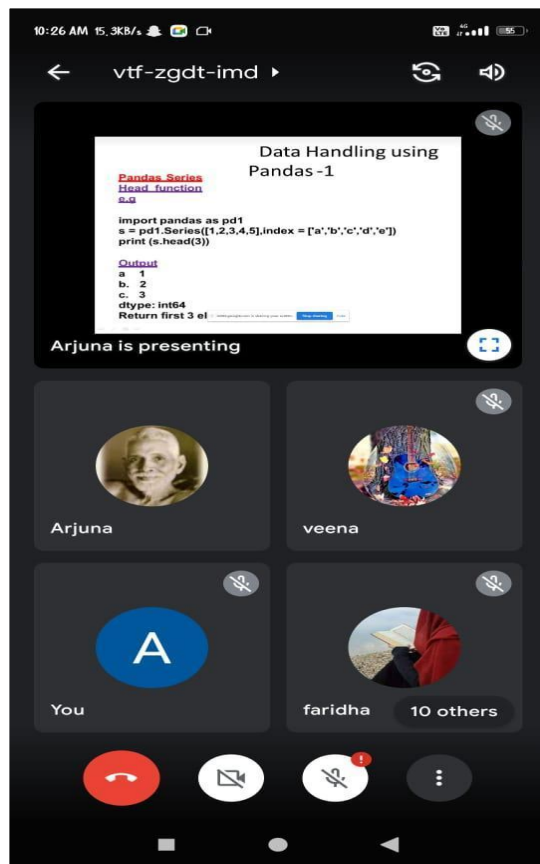 10:26 AM 15.3KB/s
4G
55
vtf-zgdt-imd
Data Handling using
Pandas -1
Pandas Series
Head function
e.g
import pandas as pd1
s = pd1.Series([1,2,3,4,5],index = ['a','b','c','d','e'])
print (s.head(3))
Output
a 1
b. 2
c. 3
dtype: int64
Return first 3 el
Stop sharing
Arjuna is presenting
Arjuna
veena
A
You
faridha
10 others